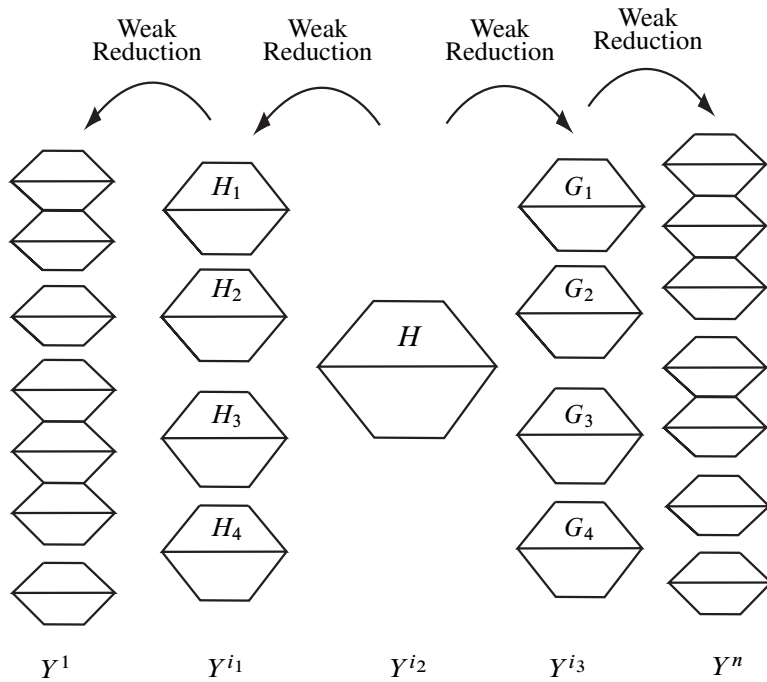 Weak
Reduction
Weak
Reduction
Weak
Reduction
Weak
Reduction
H₁
G₁
H₂
G₂
H
H₃
G₃
H₄
G₄
Y¹ Yⁱ¹ Yⁱ² Yⁱ³ Yⁿ